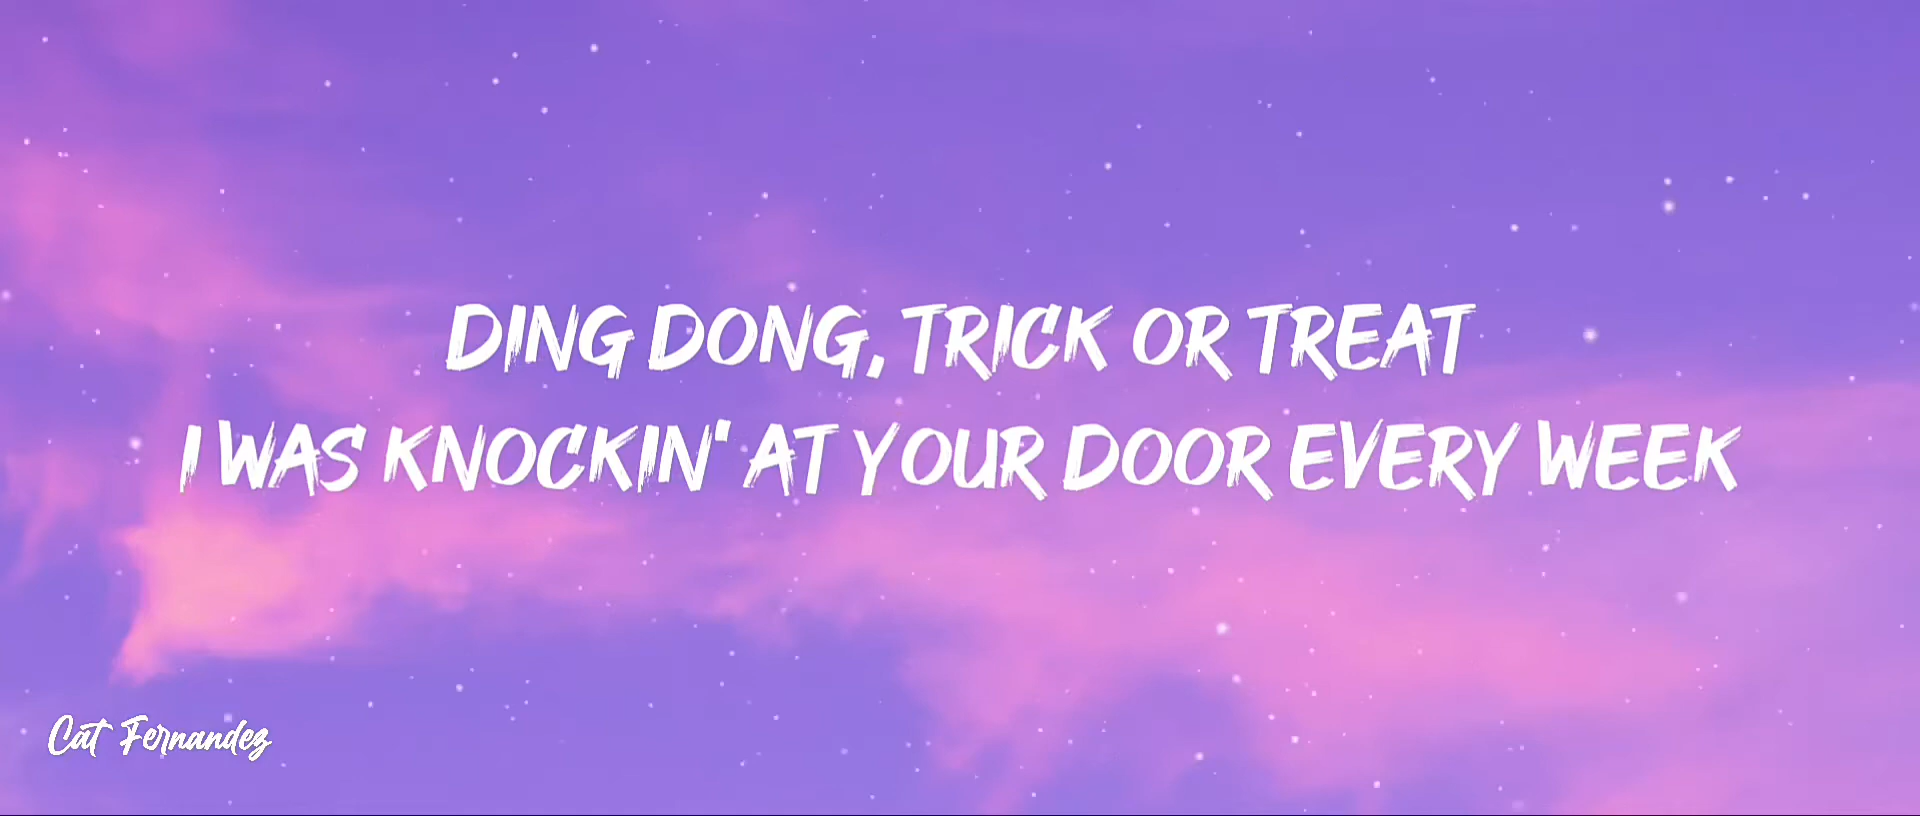 DING DONG, TRICK OR TREAT
I WAS KNOCKIN' AT YOUR DOOR EVERY WEEK
Cat Fernandez